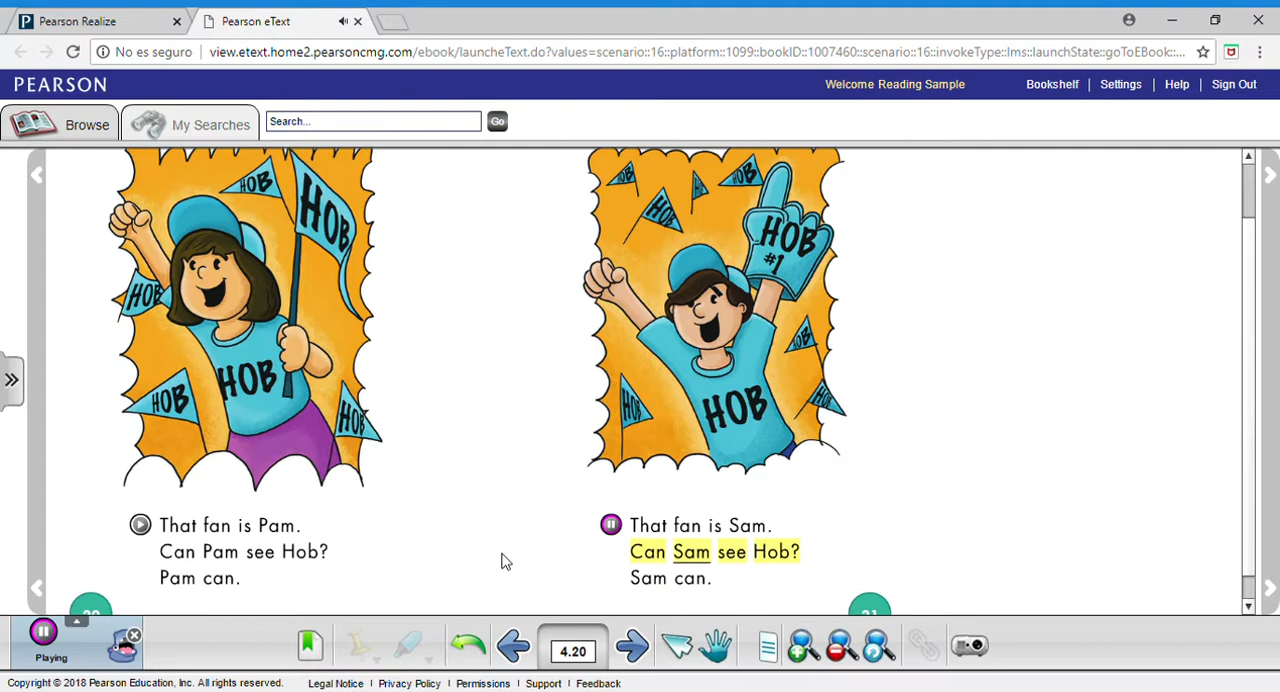 Pearson Realize
Pearson eText
No es seguro
view.etext.home2.pearsoncmg.com/ebook/launcheText.do?values=scenario::16::platform::1099::bookID::1007460::scenario::16::invokeType::lms::launchState::goToEBook::...
PEARSON
Welcome Reading Sample
Bookshelf | Settings | Help | Sign Out
Browse
My Searches
Search...
Go
HOB
HOB
HOB
HOB
HOB
HOB
HOB
HOB
HOB
HOB
#1
HOB
HOB
HOB
HOB
That fan is Pam.
Can Pam see Hob?
Pam can.
That fan is Sam.
Can Sam see Hob?
Sam can.
Playing
4.20
Copyright © 2018 Pearson Education, Inc. All rights reserved.
Legal Notice | Privacy Policy | Permissions | Support | Feedback